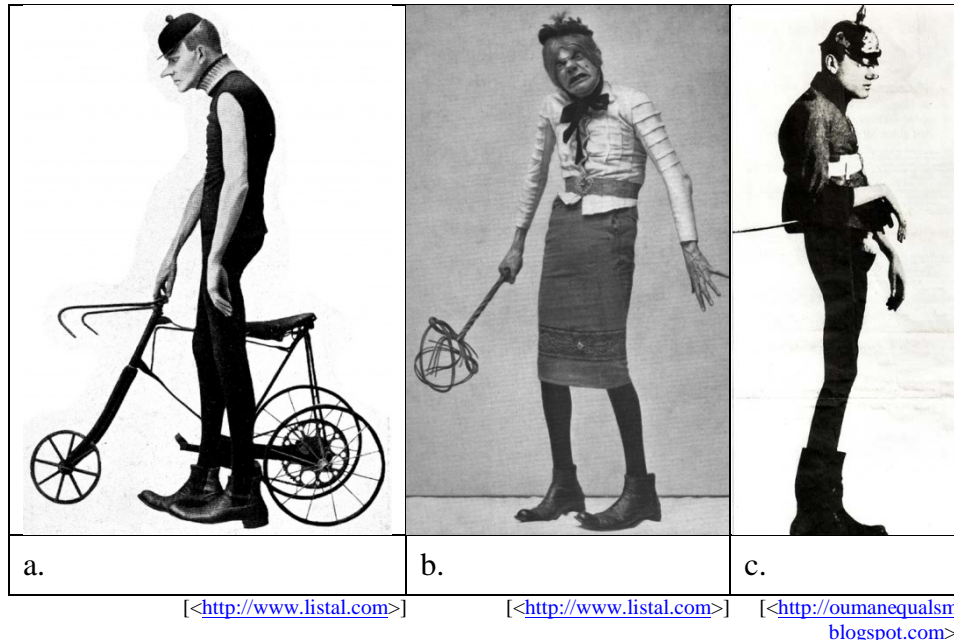 a.
b.
c.
[<http://www.listal.com>]
[<http://www.listal.com>]
[<http://oumanequalsm
blogspot.com>